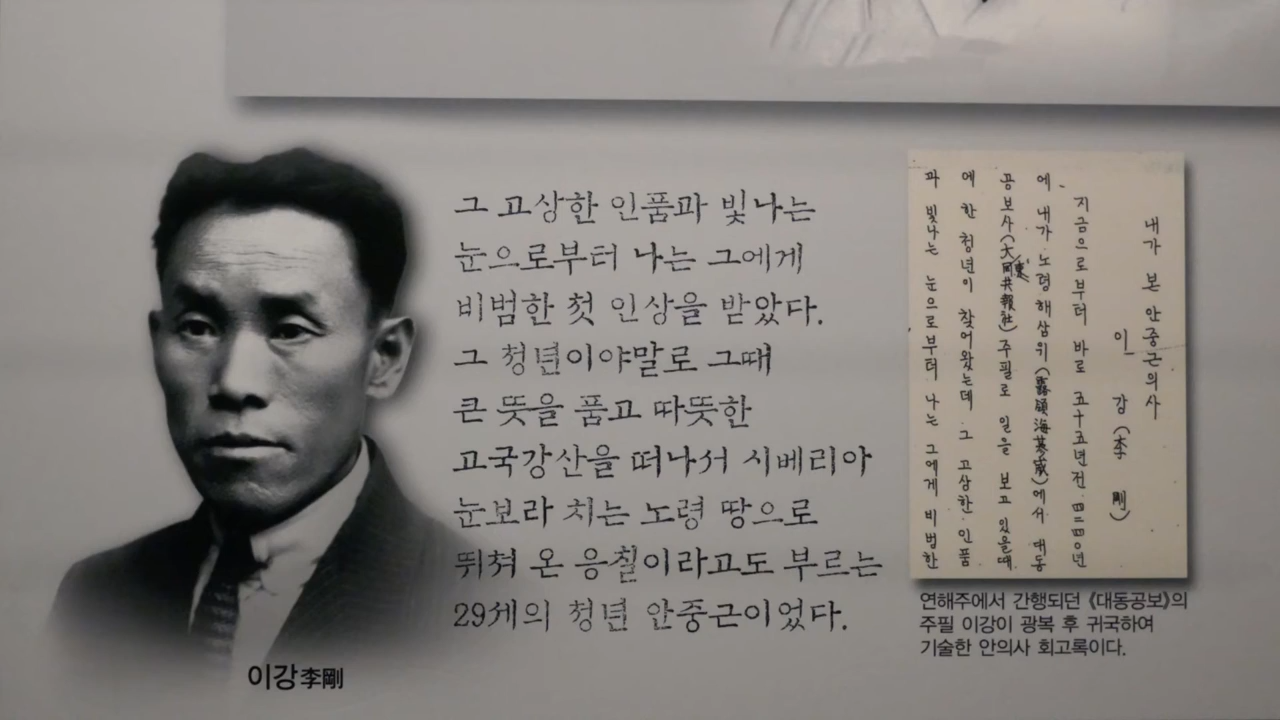 그 고상한 인품과 빛나는
눈으로부터 나는 그에게
비범한 첫 인상을 받았다.
그 청년이야말로 그때
큰 뜻을 품고 따뜻한
고국강산을 떠나서 시베리아
눈보라 치는 노령 땅으로
뛰쳐 온 응칠이라고도 부르는
29세의 청년 안중근이었다.
이강 李剛
내가 본 안중근의사
이 강 (李 剛)
지금으로부터 바로 五十五년전 四二四○년
에 내가 노령 해삼위 (露領海蔘威) 에서 대동
공보사 (大東共報社) 주필로 일을 보고 있을때
에 한 청년이 찾어왔는데 그 고상한 인품
과 빛나는 눈으로부터 나는 그에게 비범한
연해주에서 간행되던 《대동공보》의
주필 이강이 광복 후 귀국하여
기술한 안의사 회고록이다.